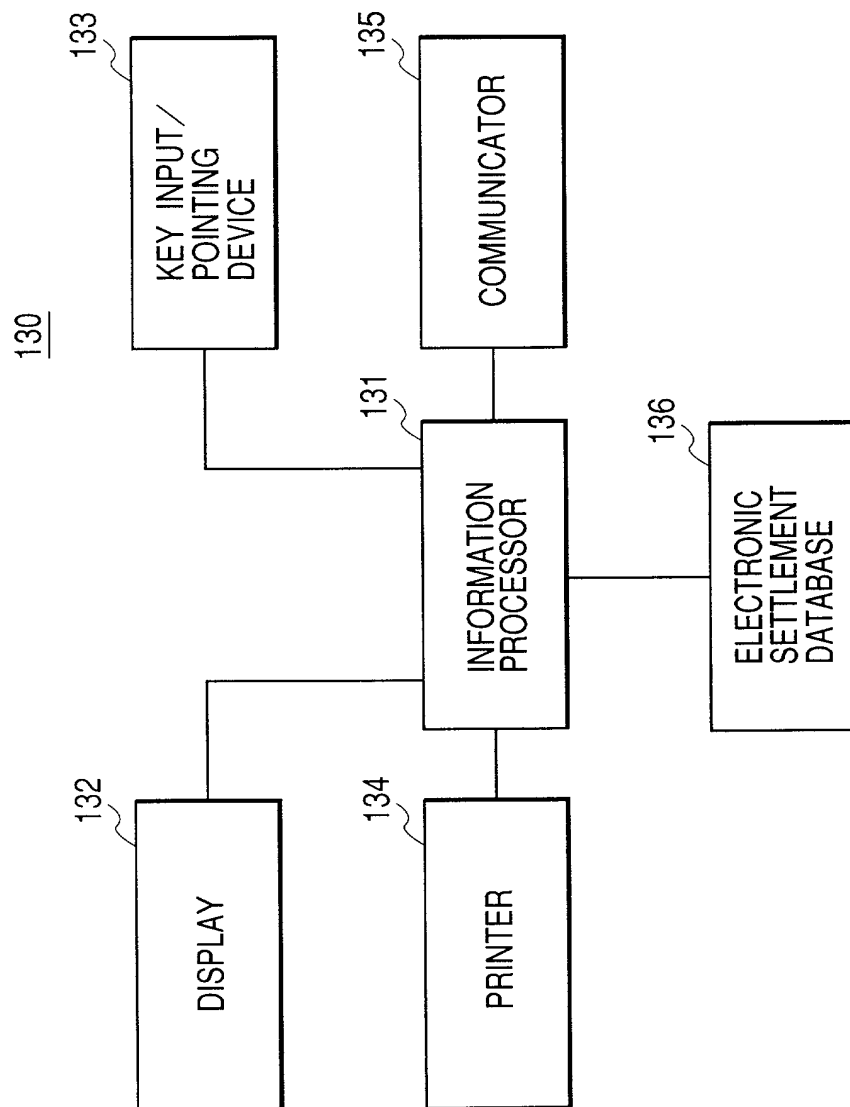 130
132
DISPLAY
133
KEY INPUT/
POINTING
DEVICE
134
PRINTER
131
INFORMATION
PROCESSOR
135
COMMUNICATOR
136
ELECTRONIC
SETTLEMENT
DATABASE